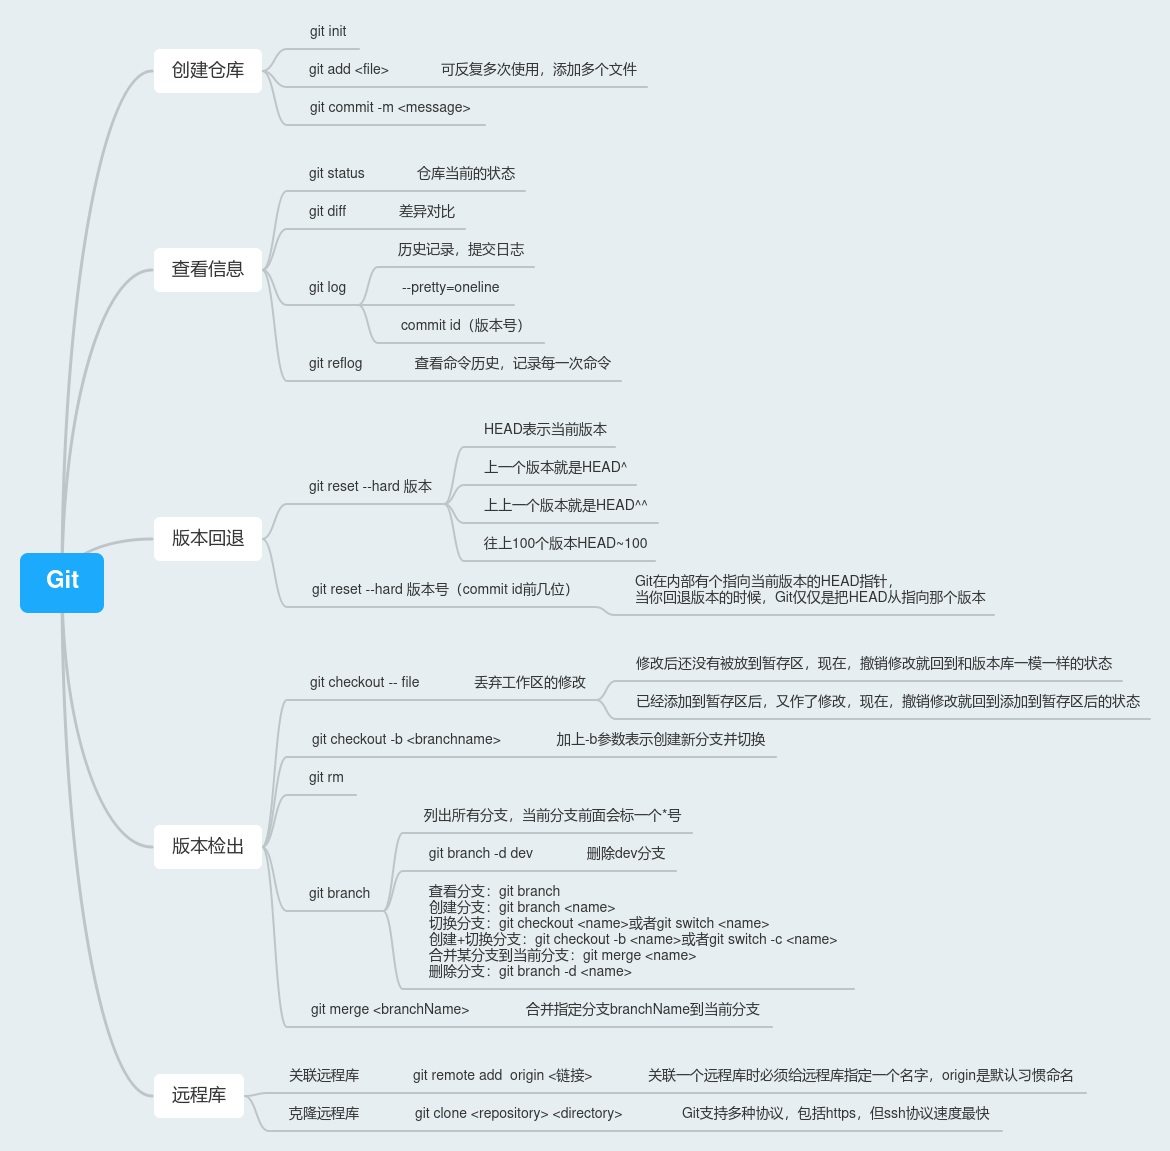 Git
创建仓库
git init
git add <file>
可反复多次使用，添加多个文件
git commit -m <message>
查看信息
git status
仓库当前的状态
git diff
差异对比
git log
历史记录，提交日志
--pretty=oneline
commit id（版本号）
git reflog
查看命令历史，记录每一次命令
版本回退
git reset --hard 版本
HEAD表示当前版本
上一个版本就是HEAD^
上上一个版本就是HEAD^^
往上100个版本HEAD~100
git reset --hard 版本号（commit id前几位）
Git在内部有个指向当前版本的HEAD指针，
当你回退版本的时候，Git仅仅是把HEAD从指向那个版本
版本检出
git checkout -- file
丢弃工作区的修改
修改后还没有被放到暂存区，现在，撤销修改就回到和版本库一模一样的状态
已经添加到暂存区后，又作了修改，现在，撤销修改就回到添加到暂存区后的状态
git checkout -b <branchname>
加上-b参数表示创建新分支并切换
git rm
git branch
列出所有分支，当前分支前面会标一个*号
git branch -d dev
删除dev分支
查看分支：git branch
创建分支：git branch <name>
切换分支：git checkout <name>或者git switch <name>
创建+切换分支：git checkout -b <name>或者git switch -c <name>
合并某分支到当前分支：git merge <name>
删除分支：git branch -d <name>
git merge <branchName>
合并指定分支branchName到当前分支
远程库
关联远程库
git remote add  origin <链接>
关联一个远程库时必须给远程库指定一个名字，origin是默认习惯命名
克隆远程库
git clone <repository> <directory>
Git支持多种协议，包括https，但ssh协议速度最快